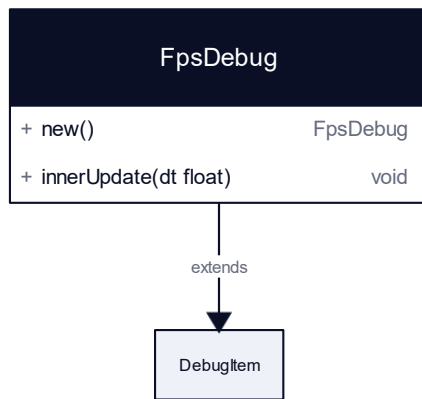 FpsDebug
+ new() FpsDebug
+ innerUpdate(dt float) void
extends
DebugItem